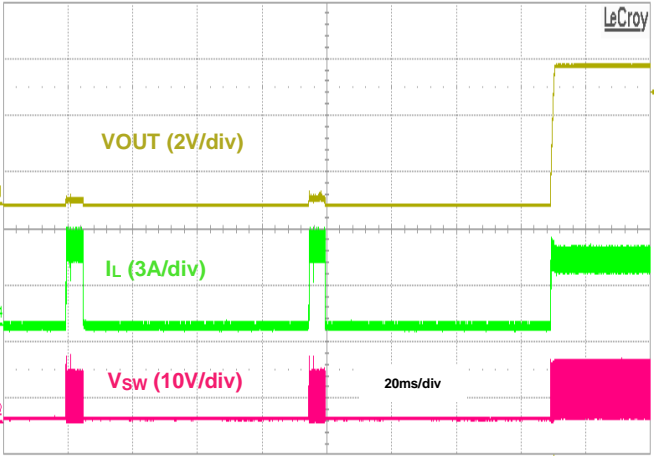 LeCroy
VOUT (2V/div)
IL (3A/div)
VSW (10V/div)
20ms/div